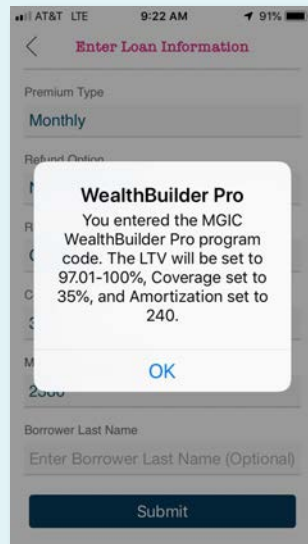 AT&T LTE 9:22 AM 91%
Enter Loan Information
Premium Type
Monthly
Refund Option
WealthBuilder Pro
You entered the MGIC
WealthBuilder Pro program
code. The LTV will be set to
97.01-100%, Coverage set to
35%, and Amortization set to
240.
OK
Borrower Last Name
Enter Borrower Last Name (Optional)
Submit